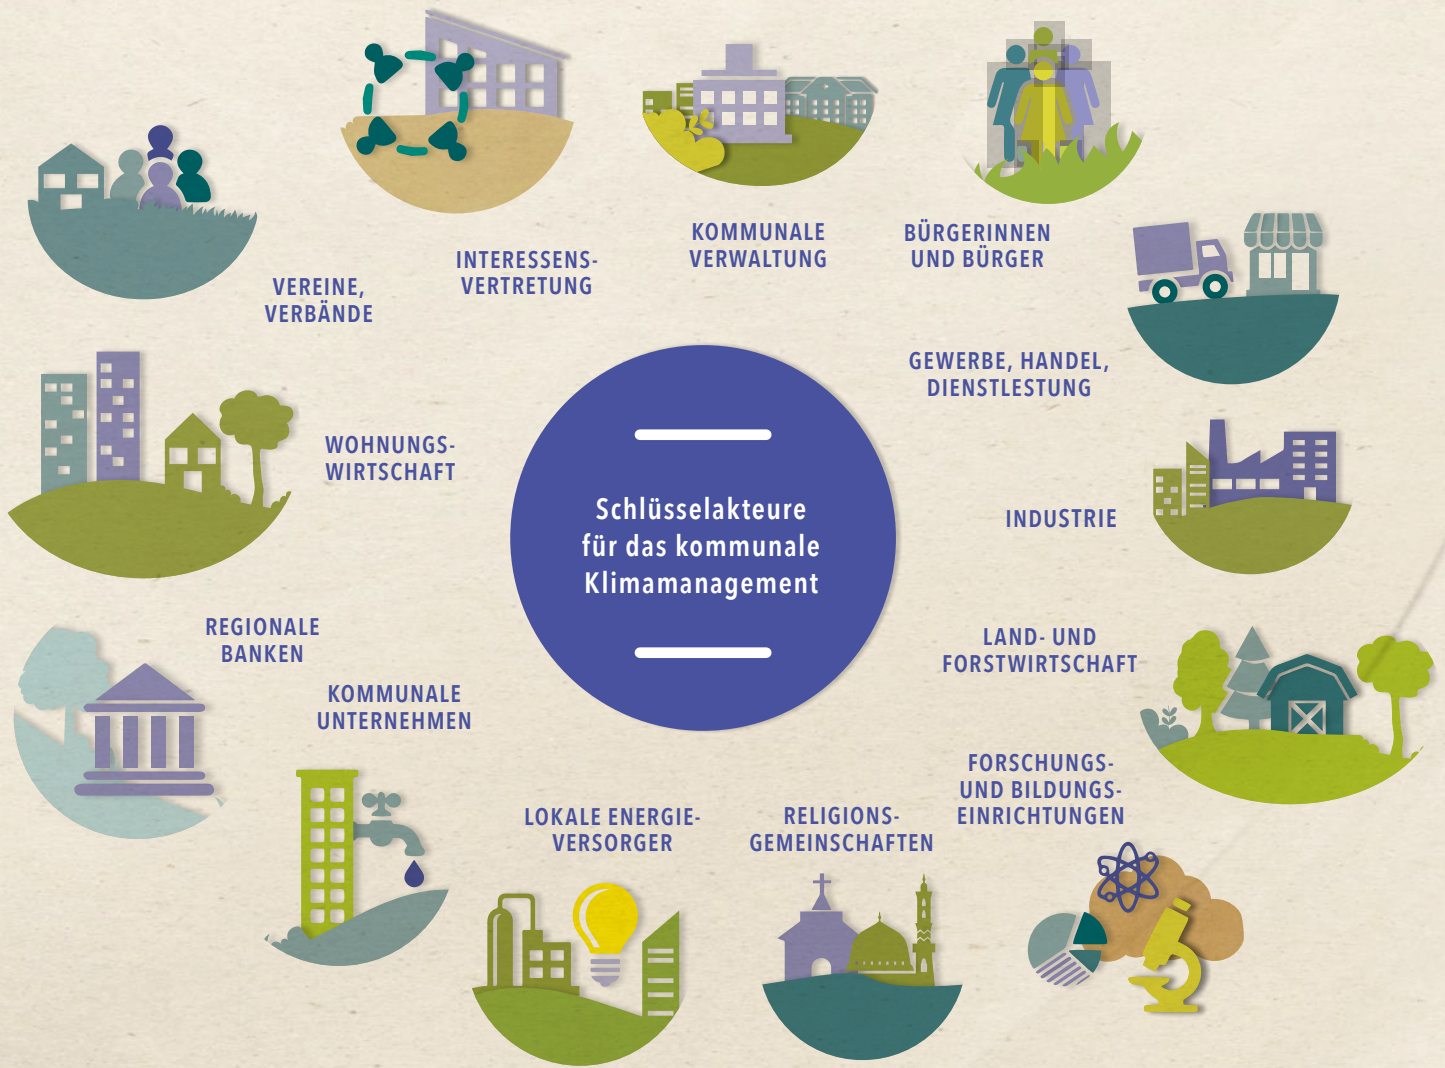 KOMMUNALE
VERWALTUNG
BÜRGERINNEN
UND BÜRGER
INTERESSENS-
VERTRETUNG
VEREINE,
VERBÄNDE
GEWERBE, HANDEL,
DIENSTLESTUNG
WOHNUNGS-
WIRTSCHAFT
Schlüsselakteure
für das kommunale
Klimamanagement
INDUSTRIE
REGIONALE
BANKEN
LAND- UND
FORSTWIRTSCHAFT
KOMMUNALE
UNTERNEHMEN
FORSCHUNGS-
UND BILDUNGS-
EINRICHTUNGEN
LOKALE ENERGIE-
VERSORGER
RELIGIONS-
GEMEINSCHAFTEN